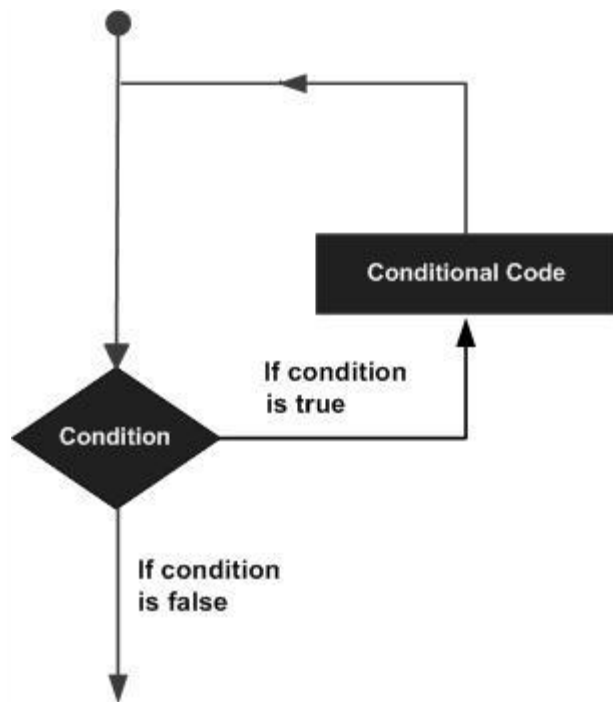 Conditional Code
If condition
is true
Condition
If condition
is false